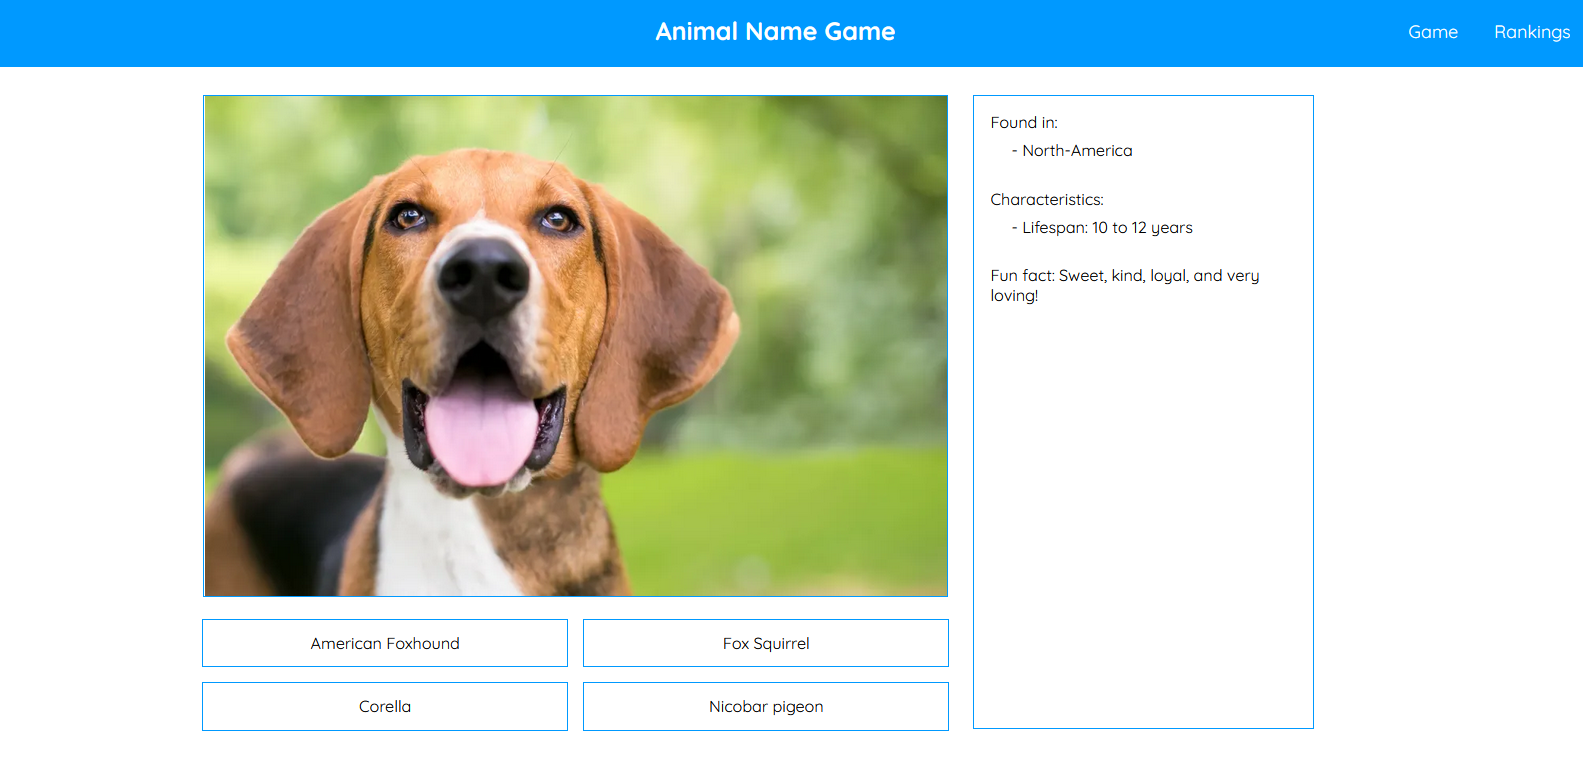 Animal Name Game
Game
Rankings
Found in:
- North-America
Characteristics:
- Lifespan: 10 to 12 years
Fun fact: Sweet, kind, loyal, and very
loving!
American Foxhound
Fox Squirrel
Corella
Nicobar pigeon